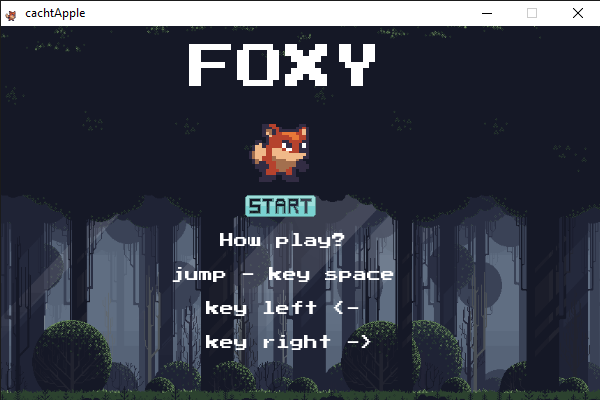 cachtApple
FOXY
START
How play?
jump - key space
key left <-
key right ->